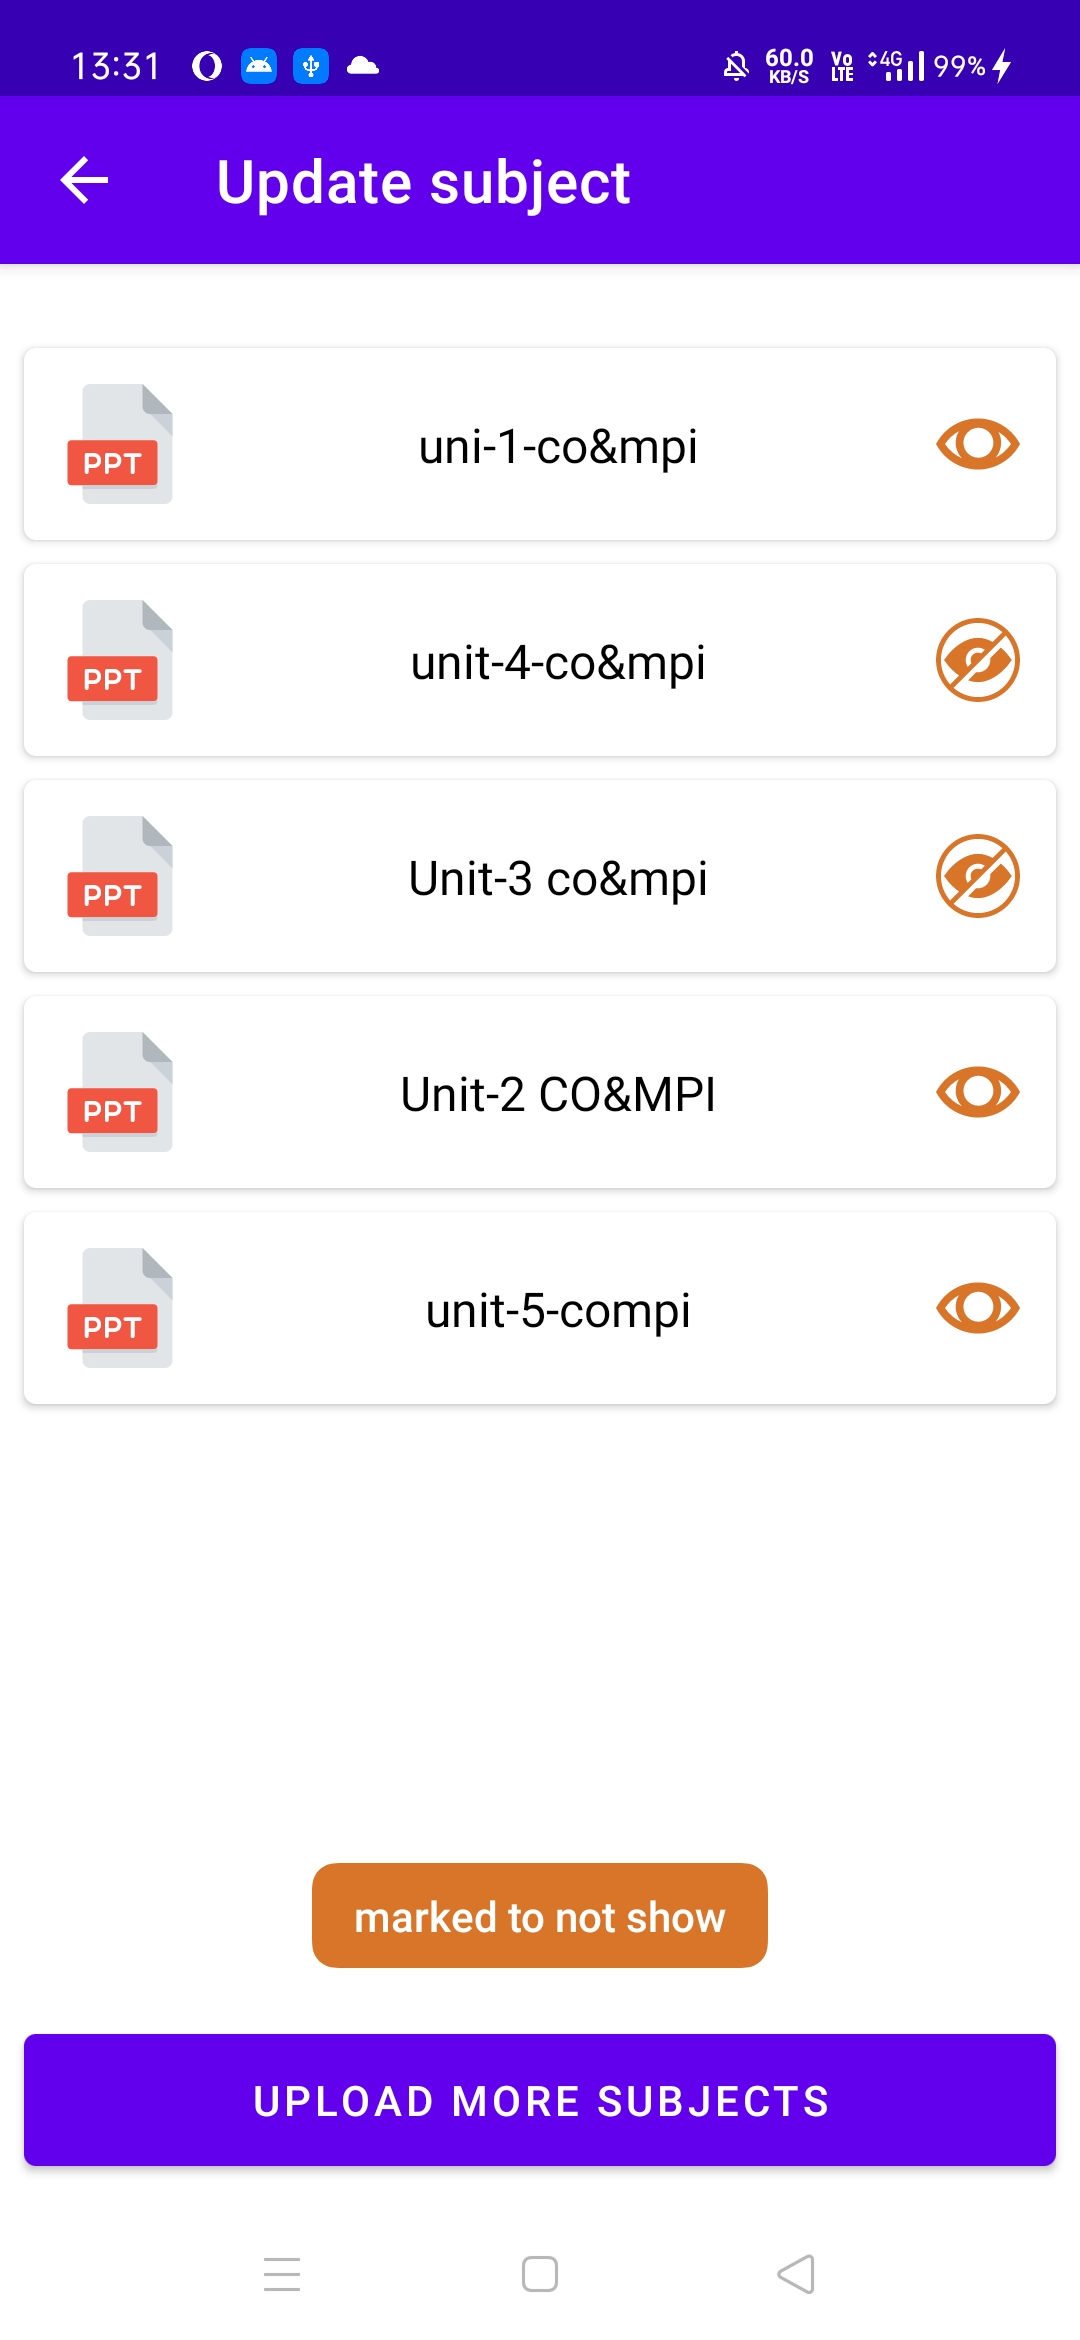 13:31 60.0 KB/S Vo LTE 4G 99%
Update subject
PPT uni-1-co&mpi
PPT unit-4-co&mpi
PPT Unit-3 co&mpi
PPT Unit-2 CO&MPI
PPT unit-5-compi
marked to not show
UPLOAD MORE SUBJECTS